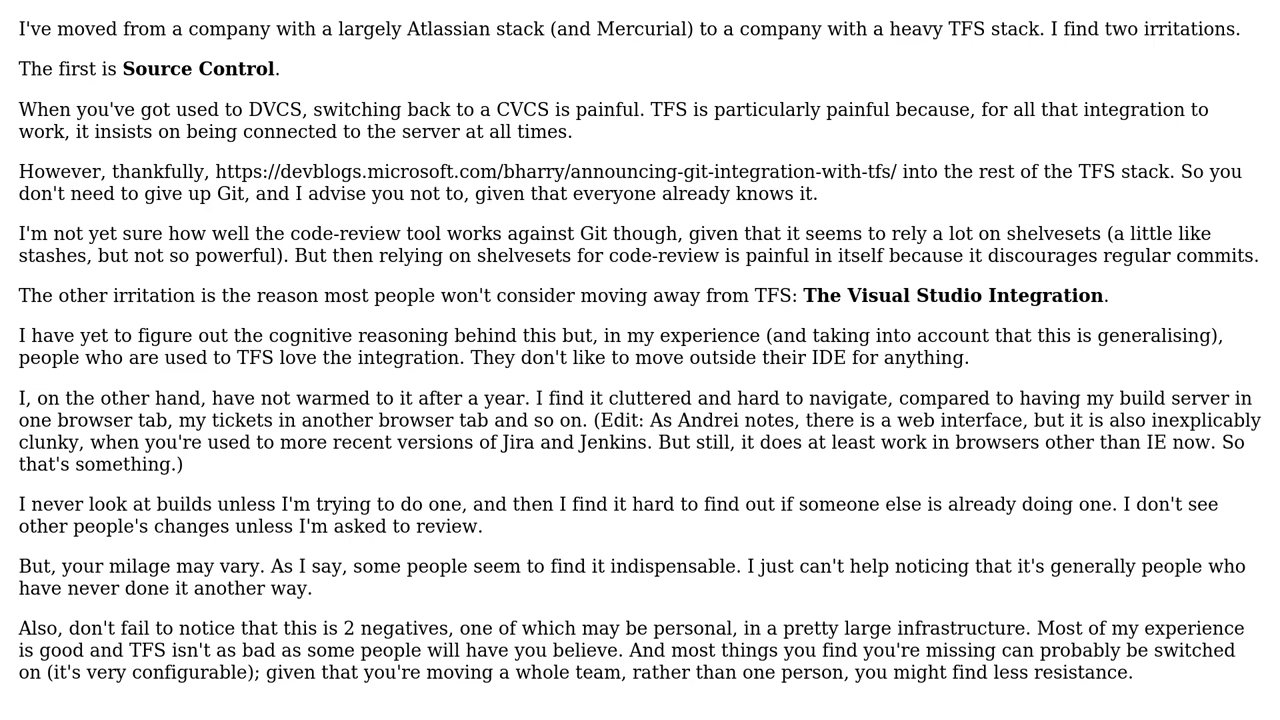 I've moved from a company with a largely Atlassian stack (and Mercurial) to a company with a heavy TFS stack. I find two irritations.
The first is Source Control.
When you've got used to DVCS, switching back to a CVCS is painful. TFS is particularly painful because, for all that integration to
work, it insists on being connected to the server at all times.
However, thankfully, https://devblogs.microsoft.com/bharry/announcing-git-integration-with-tfs/ into the rest of the TFS stack. So you
don't need to give up Git, and I advise you not to, given that everyone already knows it.
I'm not yet sure how well the code-review tool works against Git though, given that it seems to rely a lot on shelvesets (a little like
stashes, but not so powerful). But then relying on shelvesets for code-review is painful in itself because it discourages regular commits.
The other irritation is the reason most people won't consider moving away from TFS: The Visual Studio Integration.
I have yet to figure out the cognitive reasoning behind this but, in my experience (and taking into account that this is generalising),
people who are used to TFS love the integration. They don't like to move outside their IDE for anything.
I, on the other hand, have not warmed to it after a year. I find it cluttered and hard to navigate, compared to having my build server in
one browser tab, my tickets in another browser tab and so on. (Edit: As Andrei notes, there is a web interface, but it is also inexplicably
clunky, when you're used to more recent versions of Jira and Jenkins. But still, it does at least work in browsers other than IE now. So
that's something.)
I never look at builds unless I'm trying to do one, and then I find it hard to find out if someone else is already doing one. I don't see
other people's changes unless I'm asked to review.
But, your milage may vary. As I say, some people seem to find it indispensable. I just can't help noticing that it's generally people who
have never done it another way.
Also, don't fail to notice that this is 2 negatives, one of which may be personal, in a pretty large infrastructure. Most of my experience
is good and TFS isn't as bad as some people will have you believe. And most things you find you're missing can probably be switched
on (it's very configurable); given that you're moving a whole team, rather than one person, you might find less resistance.